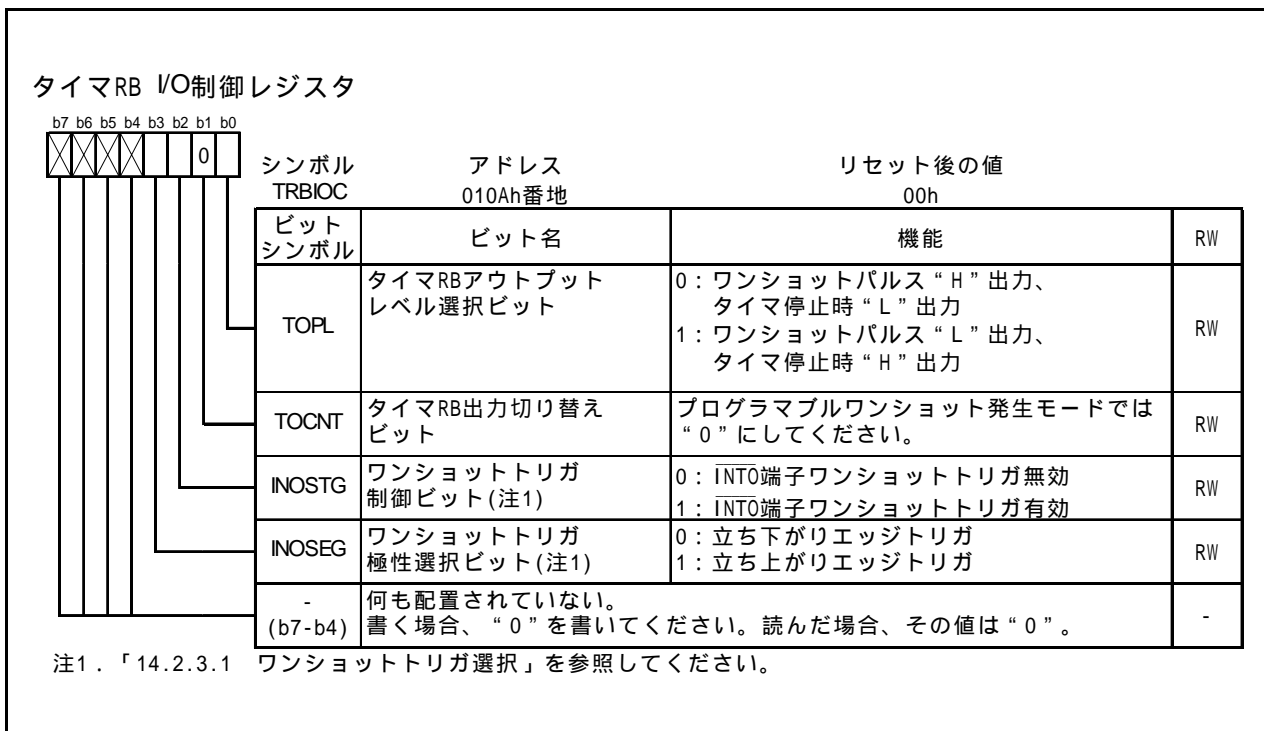 タイマRB I/O制御レジスタ
b7 b6 b5 b4 b3 b2 b1 b0
0
シンボル アドレス リセット後の値
TRBIOC 010Ah番地 00h
ビット
シンボル ビット名 機能 RW
TOPL タイマRBアウトプット
レベル選択ビット
0:ワンショットパルス“H”出力、
タイマ停止時“L”出力
1:ワンショットパルス“L”出力、
タイマ停止時“H”出力
RW
TOCNT タイマRB出力切り替え
ビット
プログラマブルワンショット発生モードでは
“0”にしてください。
RW
INOSTG ワンショットトリガ
制御ビット(注1)
0:INT0端子ワンショットトリガ無効
1:INT0端子ワンショットトリガ有効
RW
INOSEG ワンショットトリガ
極性選択ビット(注1)
0:立ち下がりエッジトリガ
1:立ち上がりエッジトリガ
RW
-
(b7-b4)
何も配置されていない。
書く場合、“0”を書いてください。読んだ場合、その値は“0”。
-
注1.「14.2.3.1 ワンショットトリガ選択」を参照してください。